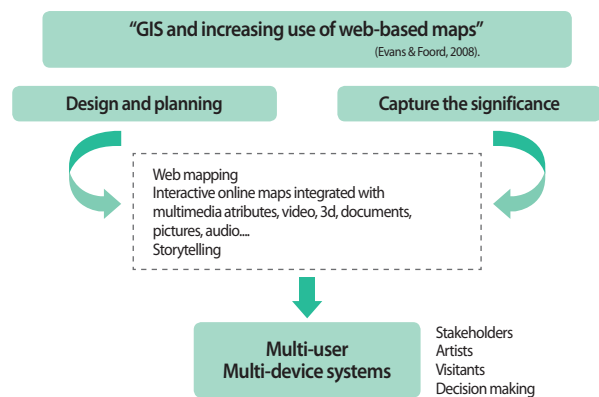 “GIS and increasing use of web-based maps”
(Evans & Foord, 2008).
Design and planning
Capture the significance
Web mapping
Interactive online maps integrated with
multimedia atributes, video, 3d, documents,
pictures, audio....
Storytelling
Multi-user
Multi-device systems
Stakeholders
Artists
Visitants
Decision making